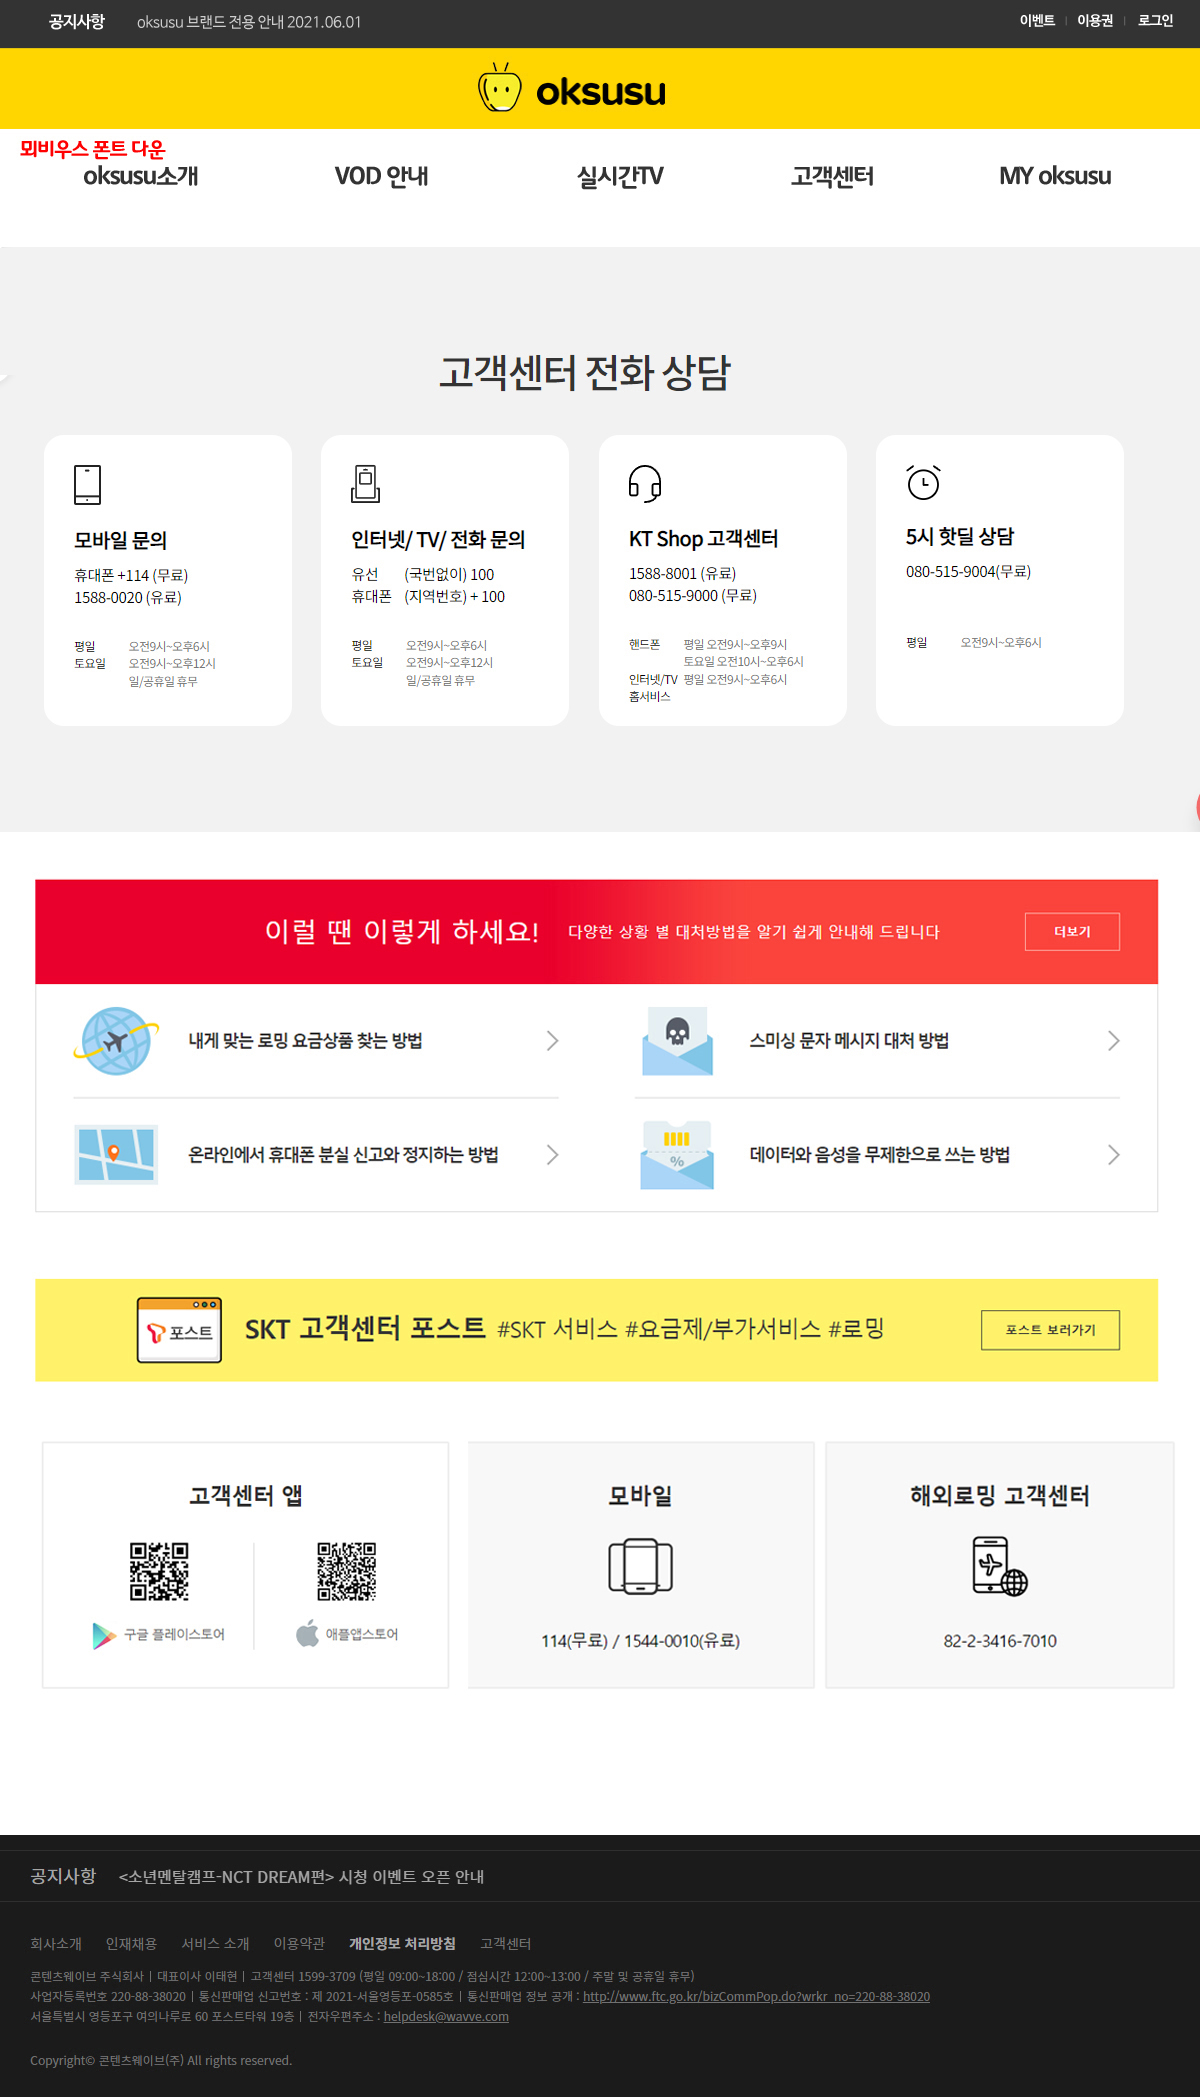 공지사항 oksusu 브랜드 전용 안내 2021.06.01 이벤트 | 이용권 | 로그인
oksusu
뫼비우스 폰트 다운
oksusu소개 VOD 안내 실시간TV 고객센터 MY oksusu
고객센터 전화 상담
모바일 문의
휴대폰 +114 (무료)
1588-0020 (유료)
평일 오전9시~오후6시
토요일 오전9시~오후12시
일/공휴일 휴무
인터넷/ TV/ 전화 문의
유선 (국번없이) 100
휴대폰 (지역번호) + 100
평일 오전9시~오후6시
토요일 오전9시~오후12시
일/공휴일 휴무
KT Shop 고객센터
1588-8001 (유료)
080-515-9000 (무료)
핸드폰 평일 오전9시~오후9시
토요일 오전10시~오후6시
인터넷/TV 평일 오전9시~오후6시
홈서비스
5시 핫딜 상담
080-515-9004(무료)
평일 오전9시~오후6시
이럴 땐 이렇게 하세요! 다양한 상황 별 대처방법을 알기 쉽게 안내해 드립니다 더보기
내게 맞는 로밍 요금상품 찾는 방법
스미싱 문자 메시지 대처 방법
온라인에서 휴대폰 분실 신고와 정지하는 방법
%
데이터와 음성을 무제한으로 쓰는 방법
포스트 SKT 고객센터 포스트 #SKT 서비스 #요금제/부가서비스 #로밍 포스트 보러가기
고객센터 앱
구글 플레이스토어 애플앱스토어
모바일
114(무료) / 1544-0010(유료)
해외로밍 고객센터
82-2-3416-7010
공지사항 <소년멘탈캠프-NCT DREAM편> 시청 이벤트 오픈 안내
회사소개 인재채용 서비스 소개 이용약관 개인정보 처리방침 고객센터
콘텐츠웨이브 주식회사 | 대표이사 이태현 | 고객센터 1599-3709 (평일 09:00~18:00 / 점심시간 12:00~13:00 / 주말 및 공휴일 휴무)
사업자등록번호 220-88-38020 | 통신판매업 신고번호 : 제 2021-서울영등포-0585호 | 통신판매업 정보 공개 : http://www.ftc.go.kr/bizCommPop.do?wrkr_no=220-88-38020
서울특별시 영등포구 여의나루로 60 포스트타워 19층 | 전자우편주소 : helpdesk@wavve.com
Copyright© 콘텐츠웨이브(주) All rights reserved.